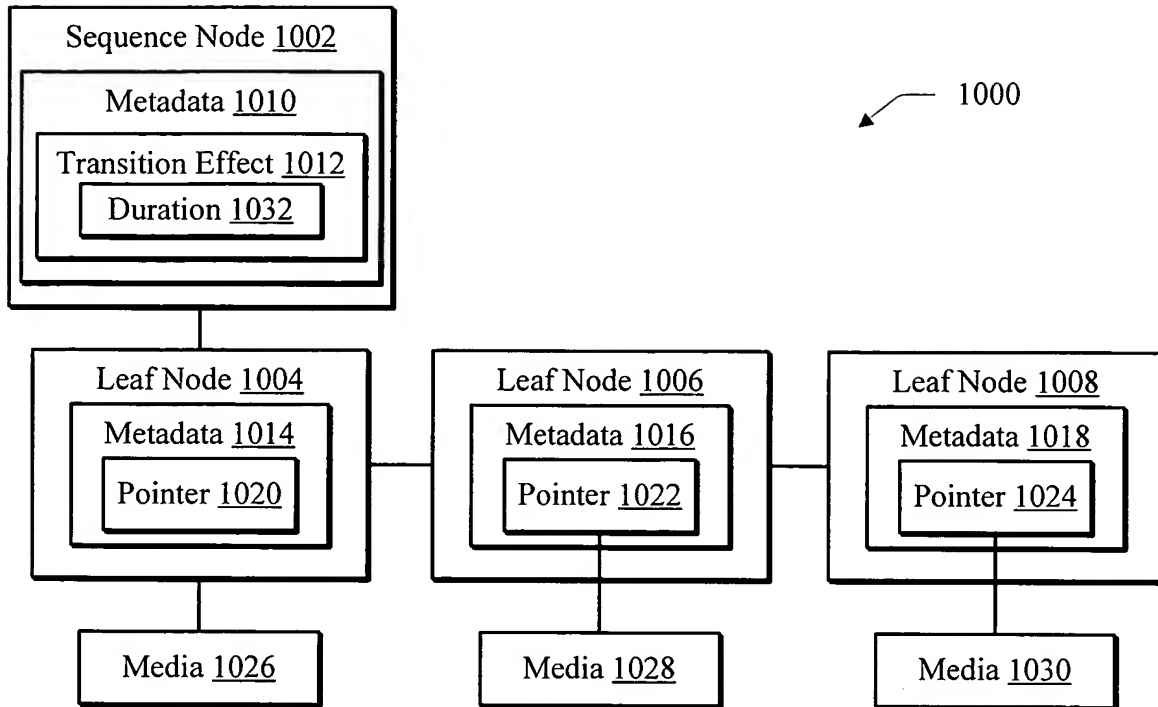 Sequence Node 1002
Metadata 1010
1000
Transition Effect 1012
Duration 1032
Leaf Node 1004
Leaf Node 1006
Leaf Node 1008
Metadata 1014
Metadata 1016
Metadata 1018
Pointer 1020
Pointer 1022
Pointer 1024
Media 1026
Media 1028
Media 1030